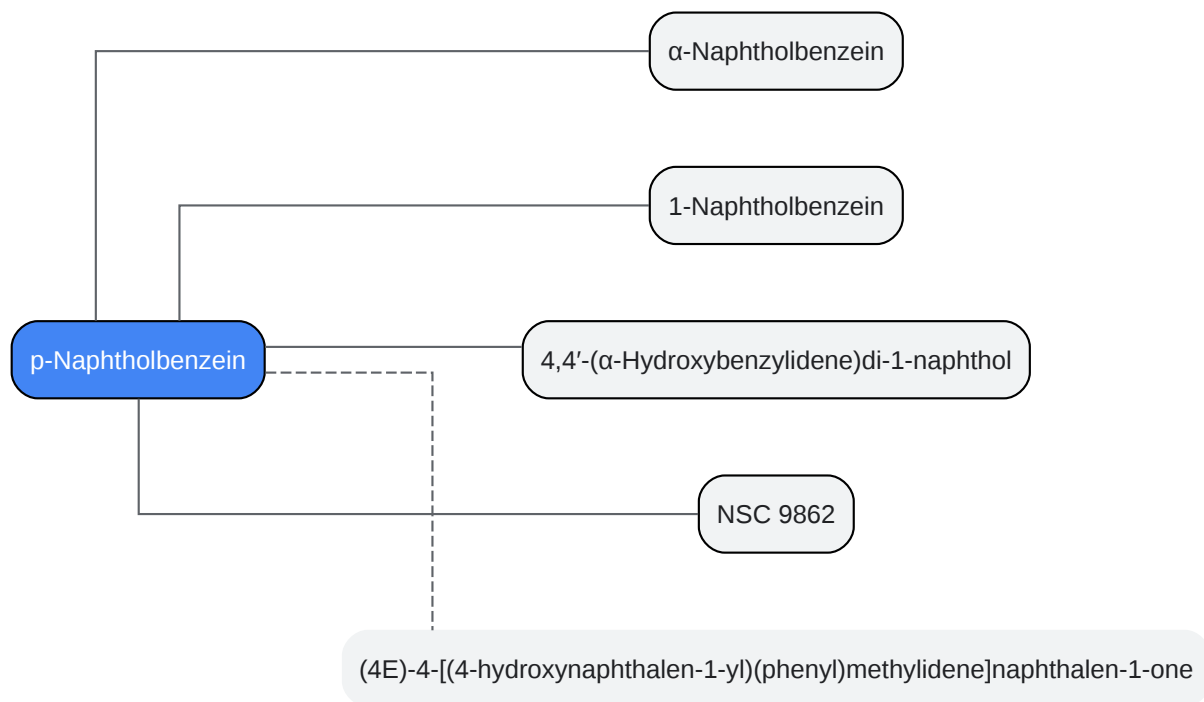 α-Naphtholbenzein
1-Naphtholbenzein
p-Naphtholbenzein
4,4′-(α-Hydroxybenzylidene)di-1-naphthol
NSC 9862
(4E)-4-[(4-hydroxynaphthalen-1-yl)(phenyl)methylidene]naphthalen-1-one